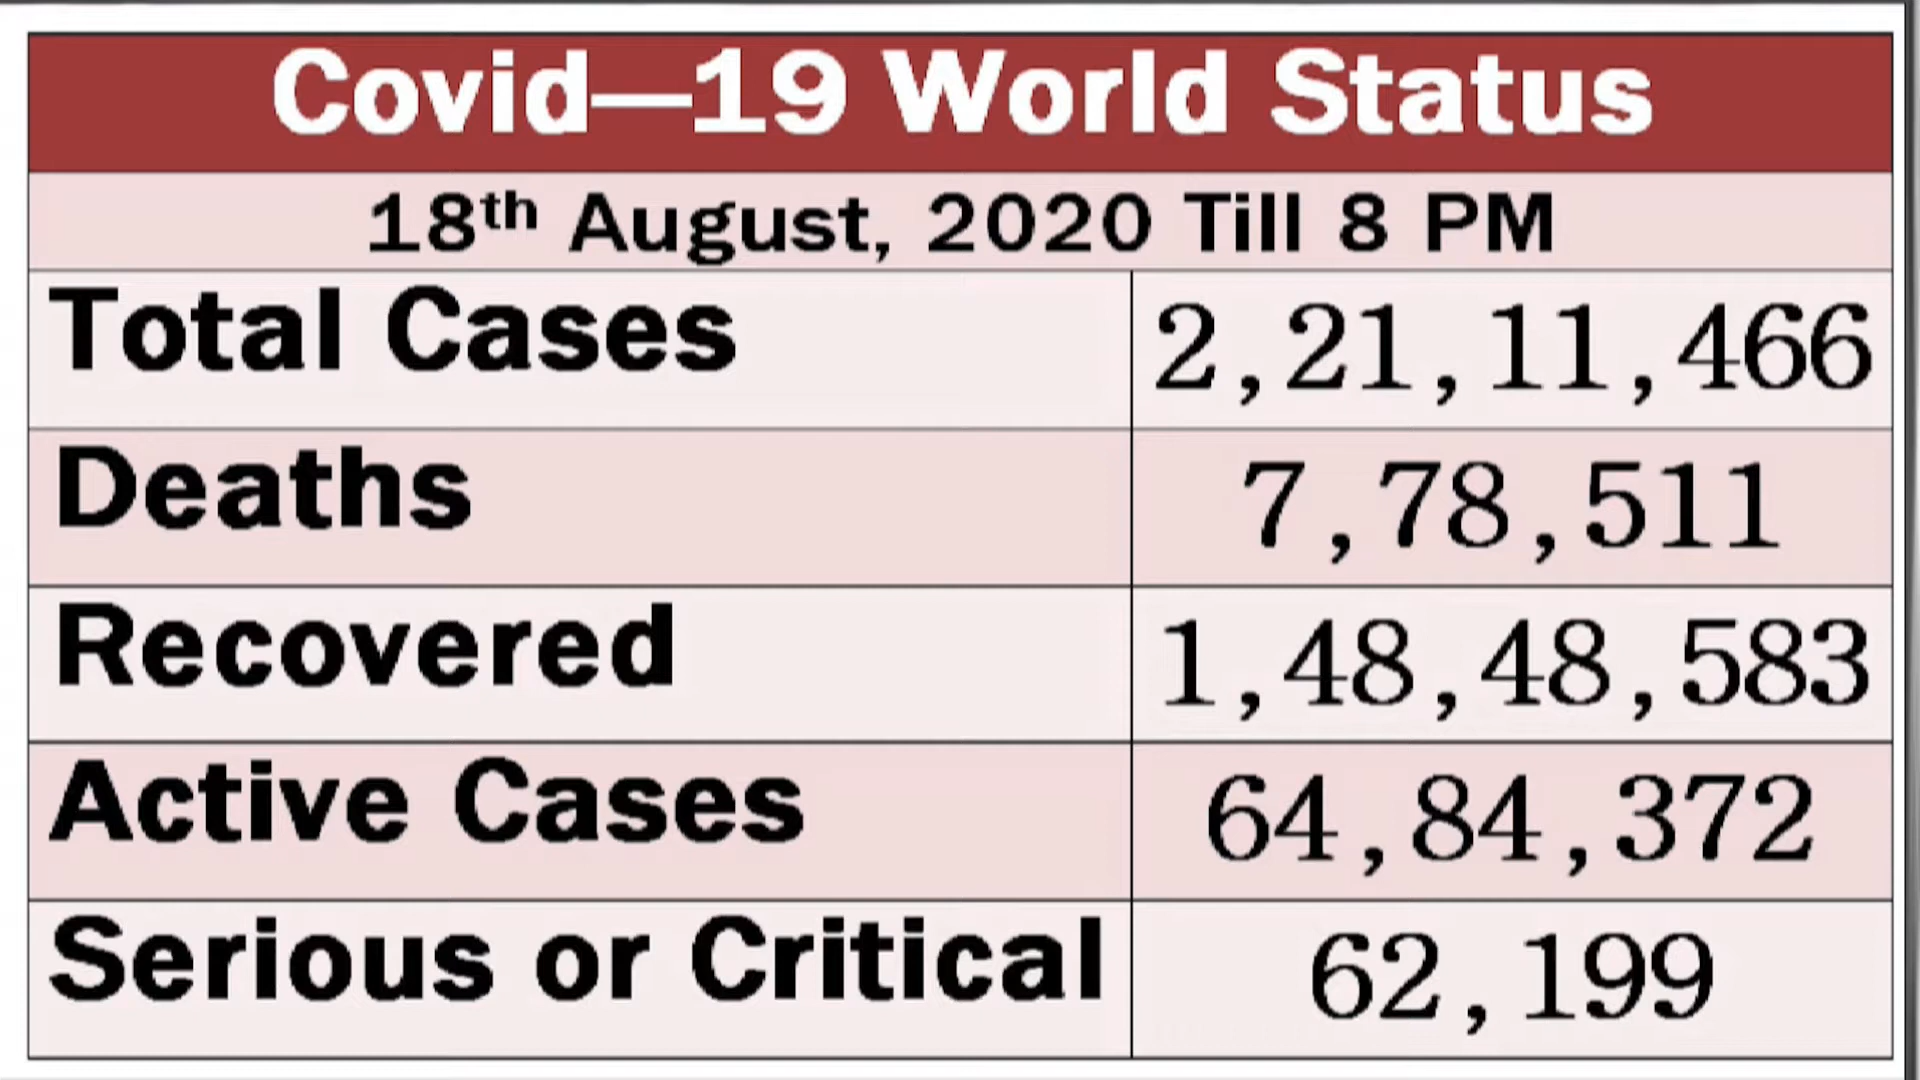 Covid—19 World Status
18th August, 2020 Till 8 PM
Total Cases 2,21,11,466
Deaths 7,78,511
Recovered 1,48,48,583
Active Cases 64,84,372
Serious or Critical 62,199